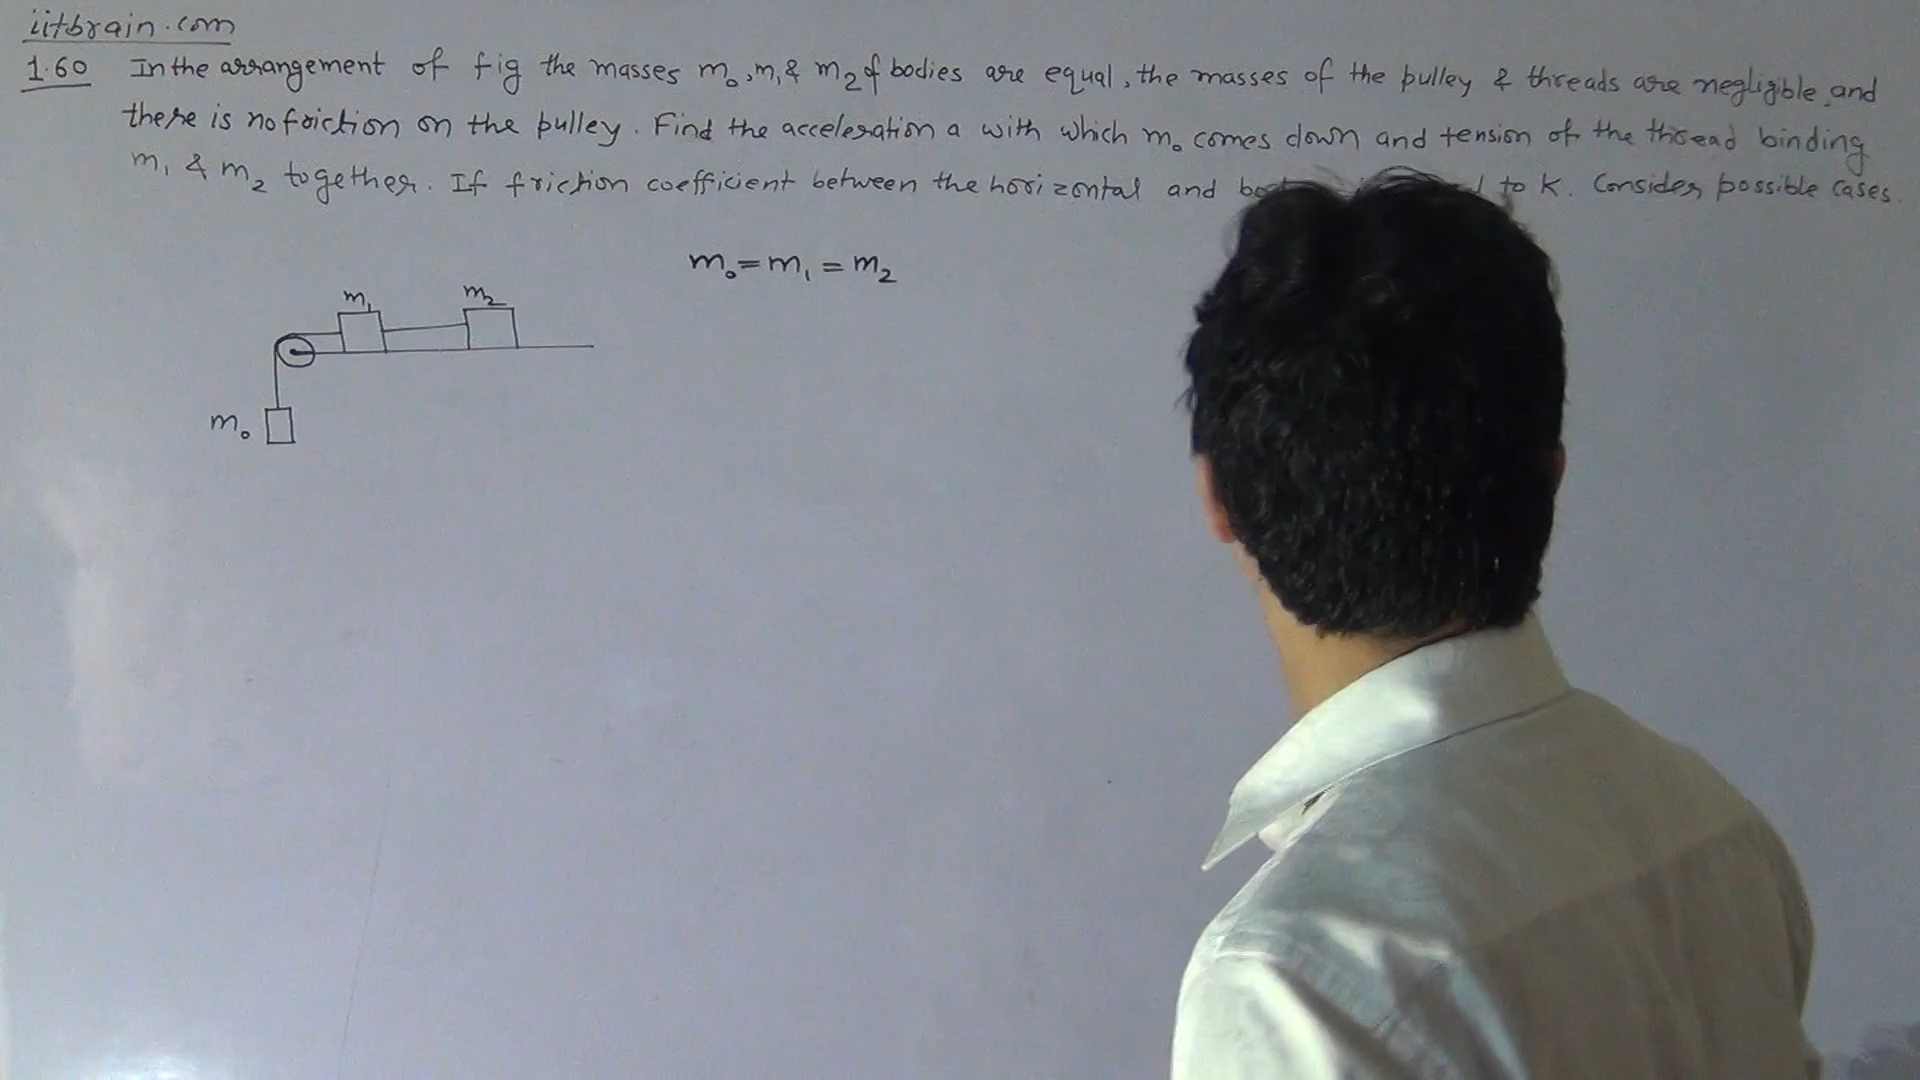 iitbrain.com
1.60 In the arrangement of fig the masses m₀, m₁ & m₂ of bodies are equal, the masses of the pulley & threads are negligible, and
there is no friction on the pulley. Find the acceleration a with which m₀ comes down and tension of the thread binding
m₁ & m₂ together. If friction coefficient between the horizontal and to K. Consider possible cases.
m₀ = m₁ = m₂
m₁ m₂
m₀